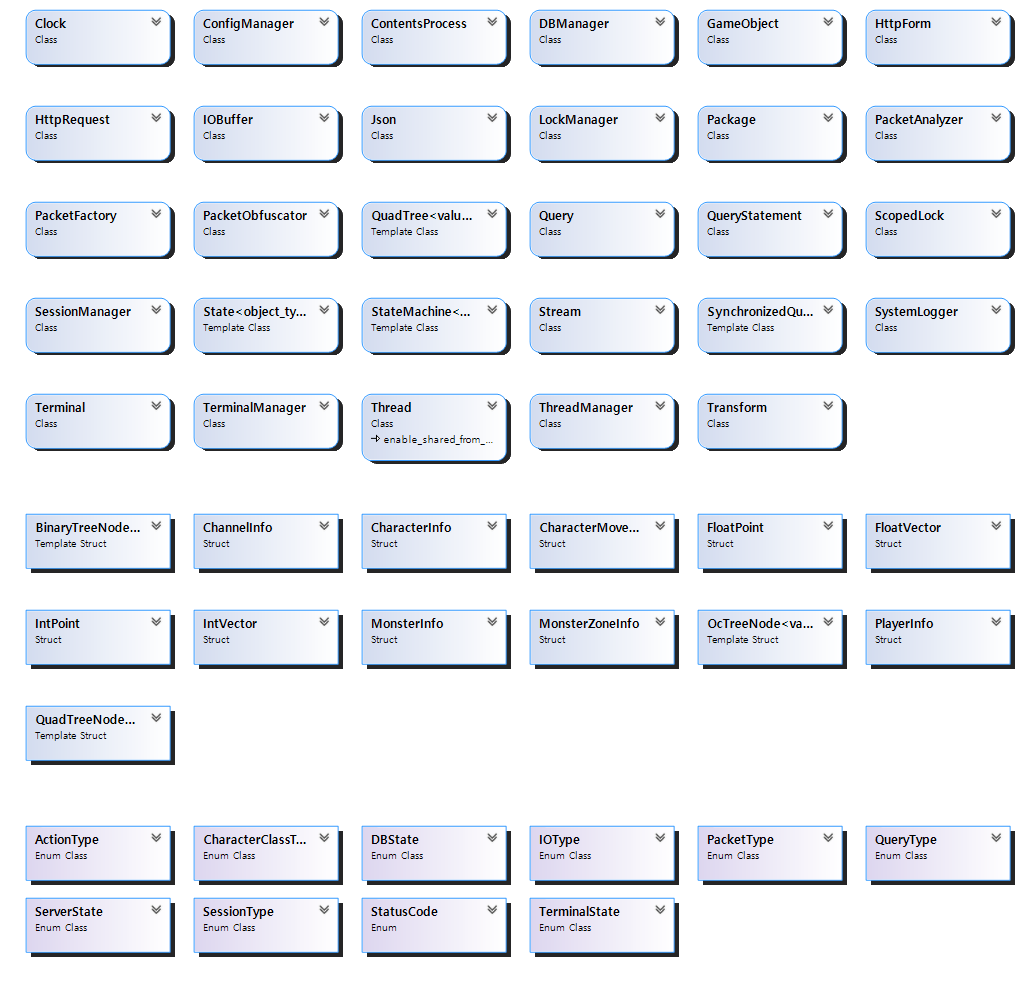 Clock
Class
ConfigManager
Class
ContentsProcess
Class
DBManager
Class
GameObject
Class
HttpForm
Class
HttpRequest
Class
IOBuffer
Class
Json
Class
LockManager
Class
Package
Class
PacketAnalyzer
Class
PacketFactory
Class
PacketObfuscator
Class
QuadTree<valu...
Template Class
Query
Class
QueryStatement
Class
ScopedLock
Class
SessionManager
Class
State<object_ty...
Template Class
StateMachine<...
Template Class
Stream
Class
SynchronizedQu...
Template Class
SystemLogger
Class
Terminal
Class
TerminalManager
Class
Thread
Class
enable_shared_from_...
ThreadManager
Class
Transform
Class
BinaryTreeNode...
Template Struct
ChannelInfo
Struct
CharacterInfo
Struct
CharacterMove...
Struct
FloatPoint
Struct
FloatVector
Struct
IntPoint
Struct
IntVector
Struct
MonsterInfo
Struct
MonsterZoneInfo
Struct
OcTreeNode<va...
Template Struct
PlayerInfo
Struct
QuadTreeNode...
Template Struct
ActionType
Enum Class
CharacterClassT...
Enum Class
DBState
Enum Class
IOType
Enum Class
PacketType
Enum Class
QueryType
Enum Class
ServerState
Enum Class
SessionType
Enum Class
StatusCode
Enum
TerminalState
Enum Class